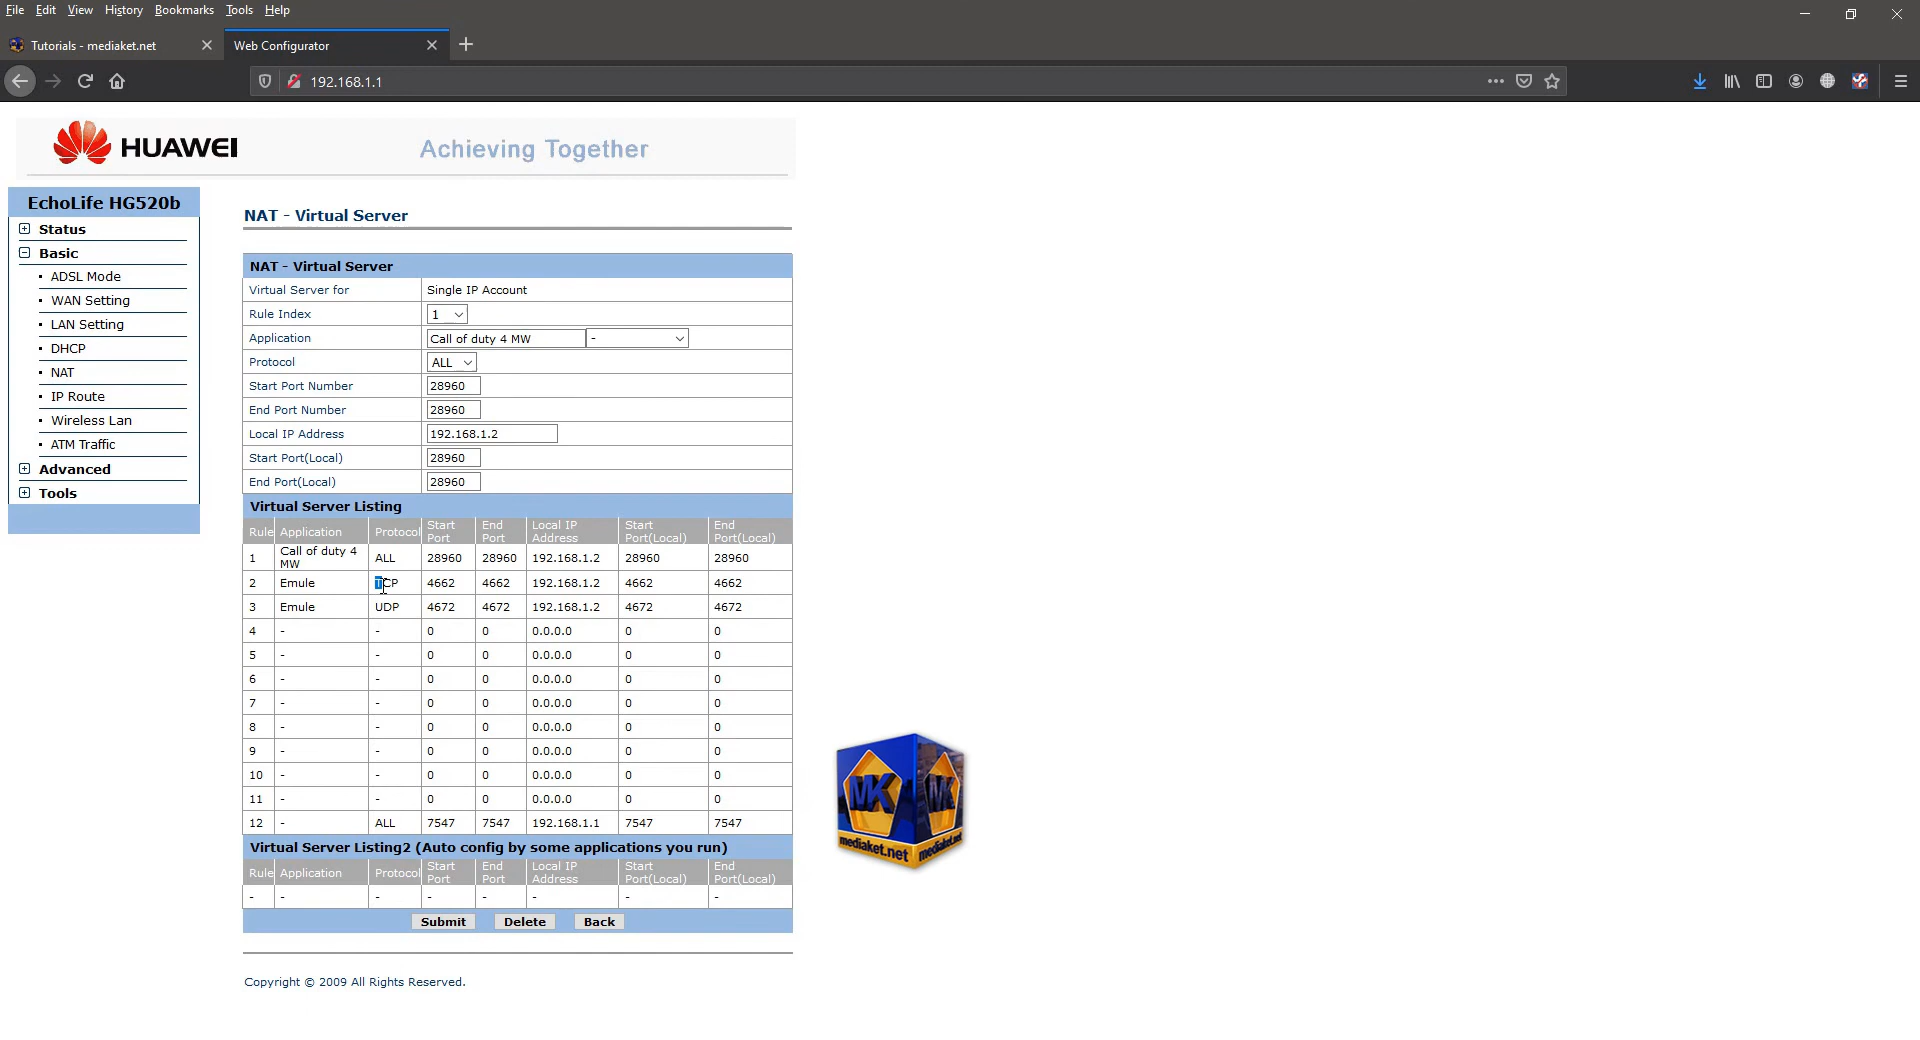 File Edit View History Bookmarks Tools Help
Tutorials - mediaket.net
Web Configurator
192.168.1.1
HUAWEI
Achieving Together
EchoLife HG520b
Status
Basic
ADSL Mode
WAN Setting
LAN Setting
DHCP
NAT
IP Route
Wireless Lan
ATM Traffic
Advanced
Tools
NAT - Virtual Server
NAT - Virtual Server
Virtual Server for Single IP Account
Rule Index 1
Application Call of duty 4 MW -
Protocol ALL
Start Port Number 28960
End Port Number 28960
Local IP Address 192.168.1.2
Start Port(Local) 28960
End Port(Local) 28960
Virtual Server Listing
Rule Application Protocol Start Port End Port Local IP Address Start Port(Local) End Port(Local)
1 Call of duty 4 MW ALL 28960 28960 192.168.1.2 28960 28960
2 Emule TCP 4662 4662 192.168.1.2 4662 4662
3 Emule UDP 4672 4672 192.168.1.2 4672 4672
4 - - 0 0 0.0.0.0 0 0
5 - - 0 0 0.0.0.0 0 0
6 - - 0 0 0.0.0.0 0 0
7 - - 0 0 0.0.0.0 0 0
8 - - 0 0 0.0.0.0 0 0
9 - - 0 0 0.0.0.0 0 0
10 - - 0 0 0.0.0.0 0 0
11 - - 0 0 0.0.0.0 0 0
12 - ALL 7547 7547 192.168.1.1 7547 7547
Virtual Server Listing2 (Auto config by some applications you run)
Rule Application Protocol Start Port End Port Local IP Address Start Port(Local) End Port(Local)
- - - - - - - -
Submit Delete Back
Copyright © 2009 All Rights Reserved.
MK MK
mediaket.net mediaket.net